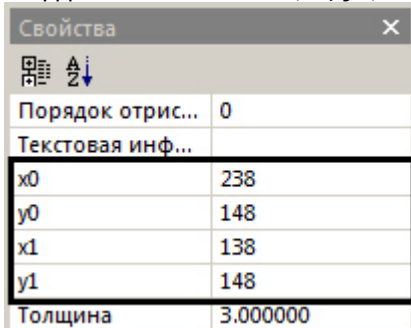 Свойства
Порядок отрис... 0
Текстовая инф...
x0 238
y0 148
x1 138
y1 148
Толщина 3.000000